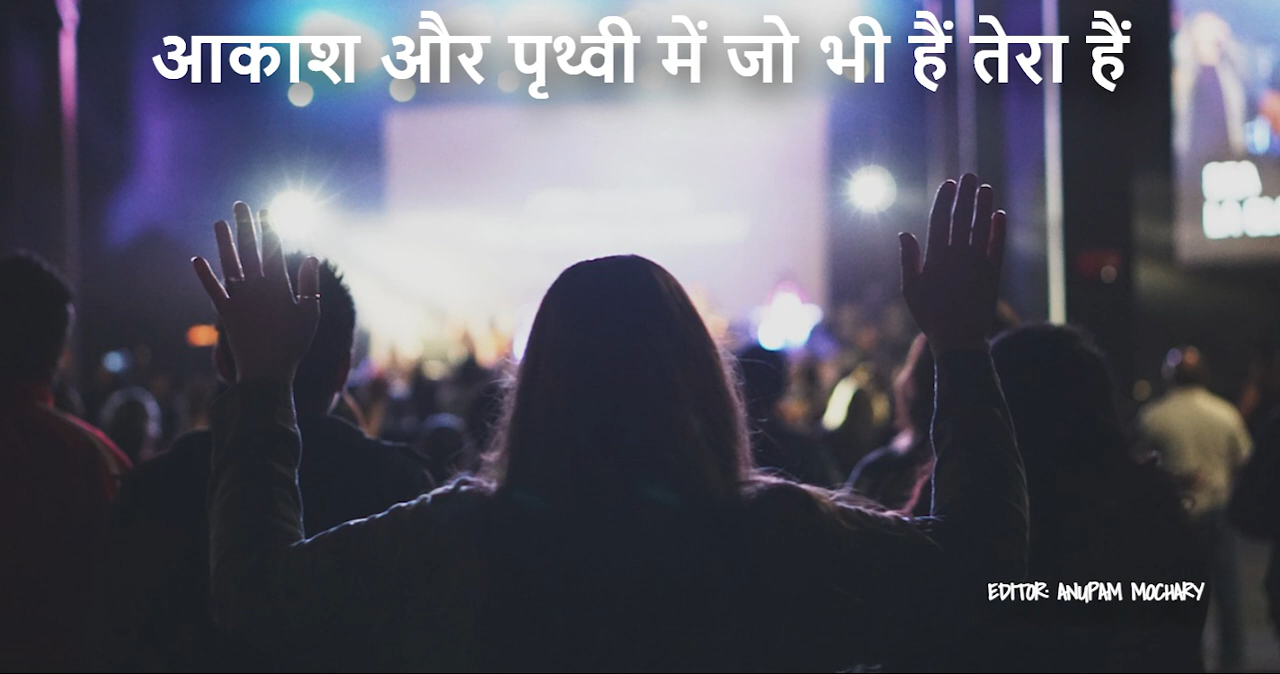 आकाश और पृथ्वी में जो भी हैं तेरा हैं
EDITOR: ANUPAM MOCHARY